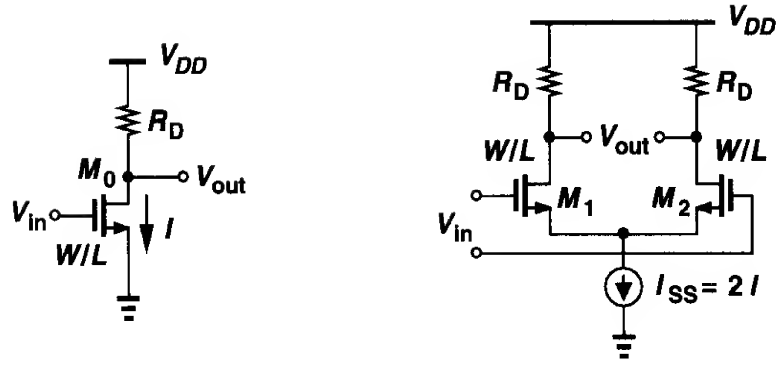 V_DD
R_D
M_0
V_out
V_in
I
W/L
V_DD
R_D
R_D
V_out
W/L
W/L
M_1
M_2
V_in
I_SS = 2 I